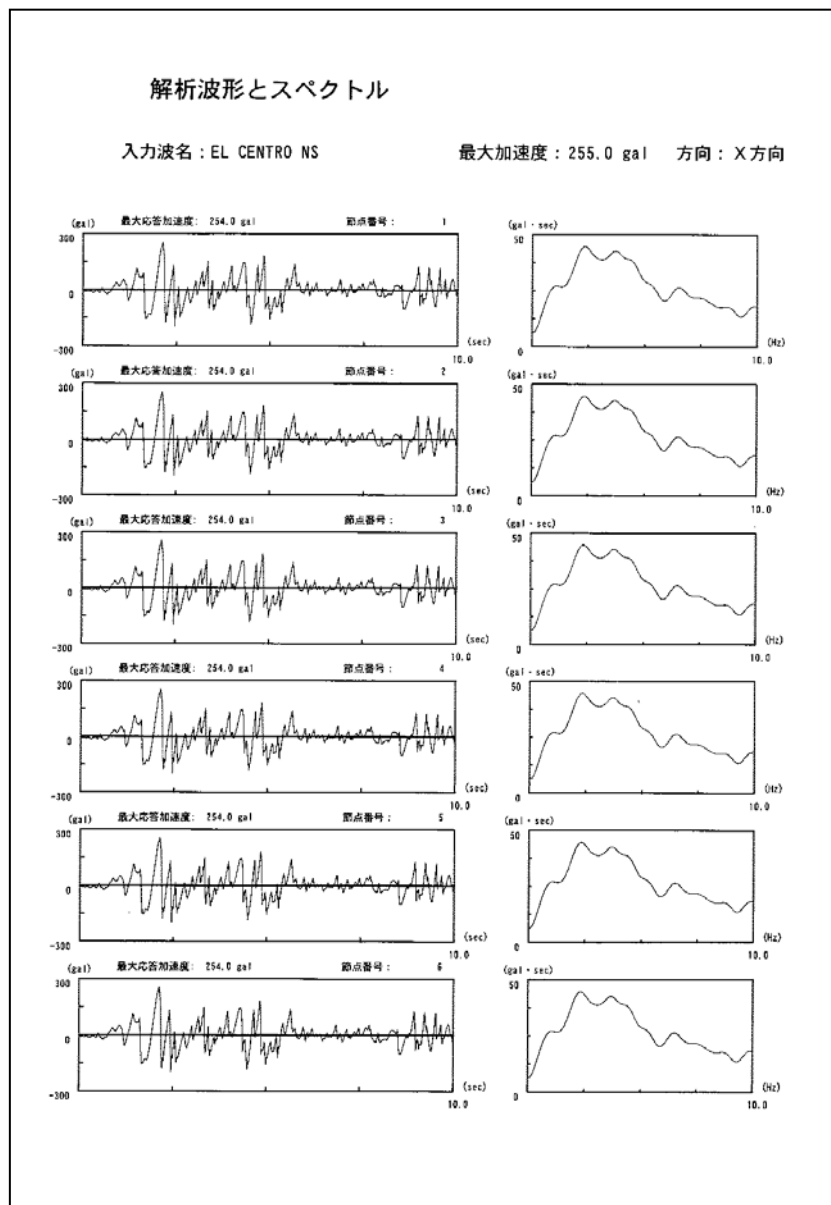 解析波形とスペクトル
入力波名：EL CENTRO NS 最大加速度：255.0 gal 方向：X方向
(gal) 最大応答加速度: 254.0 gal 節点番号： 1 (gal・sec)
300 50
0
-300 (sec) 0 (Hz)
10.0 10.0
(gal) 最大応答加速度: 254.0 gal 節点番号： 2 (gal・sec)
300 50
0
-300 (sec) 0 (Hz)
10.0 10.0
(gal) 最大応答加速度: 254.0 gal 節点番号： 3 (gal・sec)
300 50
0
-300 (sec) 0 (Hz)
10.0 10.0
(gal) 最大応答加速度: 254.0 gal 節点番号： 4 (gal・sec)
300 50
0
-300 (sec) 0 (Hz)
10.0 10.0
(gal) 最大応答加速度: 254.0 gal 節点番号： 5 (gal・sec)
300 50
0
-300 (sec) 0 (Hz)
10.0 10.0
(gal) 最大応答加速度: 254.0 gal 節点番号： 6 (gal・sec)
300 50
0
-300 (sec) 0 (Hz)
10.0 10.0